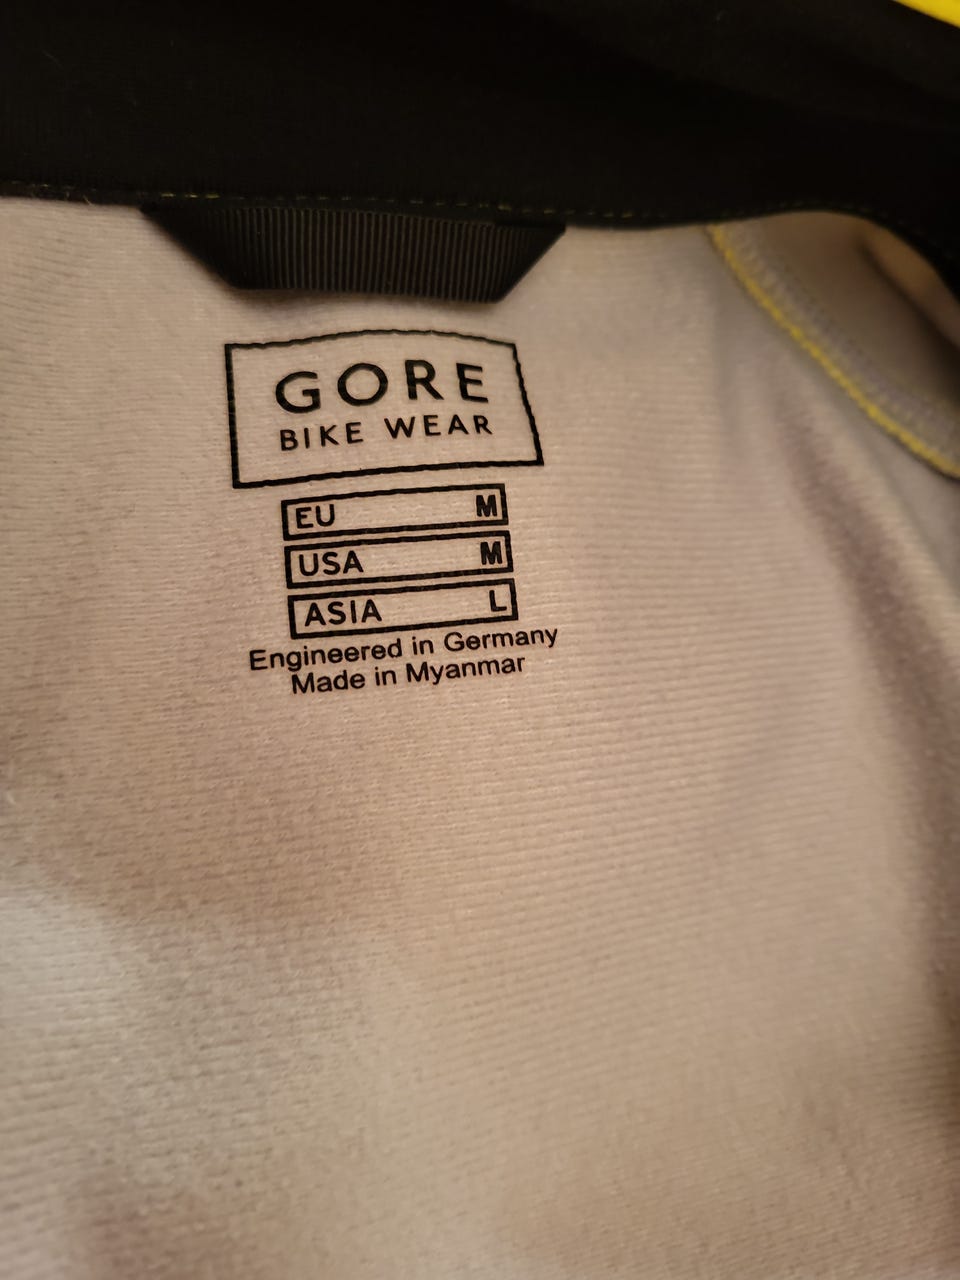 GORE
BIKE WEAR
EU M
USA M
ASIA L
Engineered in Germany
Made in Myanmar